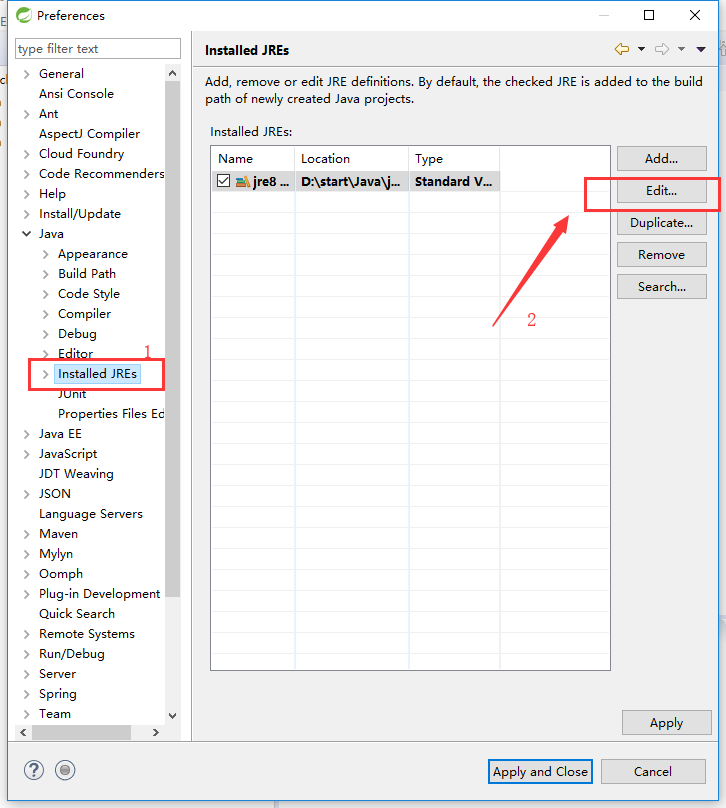 Preferences
type filter text
General
Ansi Console
Ant
AspectJ Compiler
Cloud Foundry
Code Recommenders
Help
Install/Update
Java
Appearance
Build Path
Code Style
Compiler
Debug
Editor
1
Installed JREs
JUnit
Properties Files Ed
Java EE
JavaScript
JDT Weaving
JSON
Language Servers
Maven
Mylyn
Oomph
Plug-in Development
Quick Search
Remote Systems
Run/Debug
Server
Spring
Team
Installed JREs
Add, remove or edit JRE definitions. By default, the checked JRE is added to the build
path of newly created Java projects.
Installed JREs:
Name Location Type
jre8 ... D:\start\Java\j... Standard V...
Add...
Edit...
Duplicate...
Remove
Search...
2
Apply
?
Apply and Close
Cancel